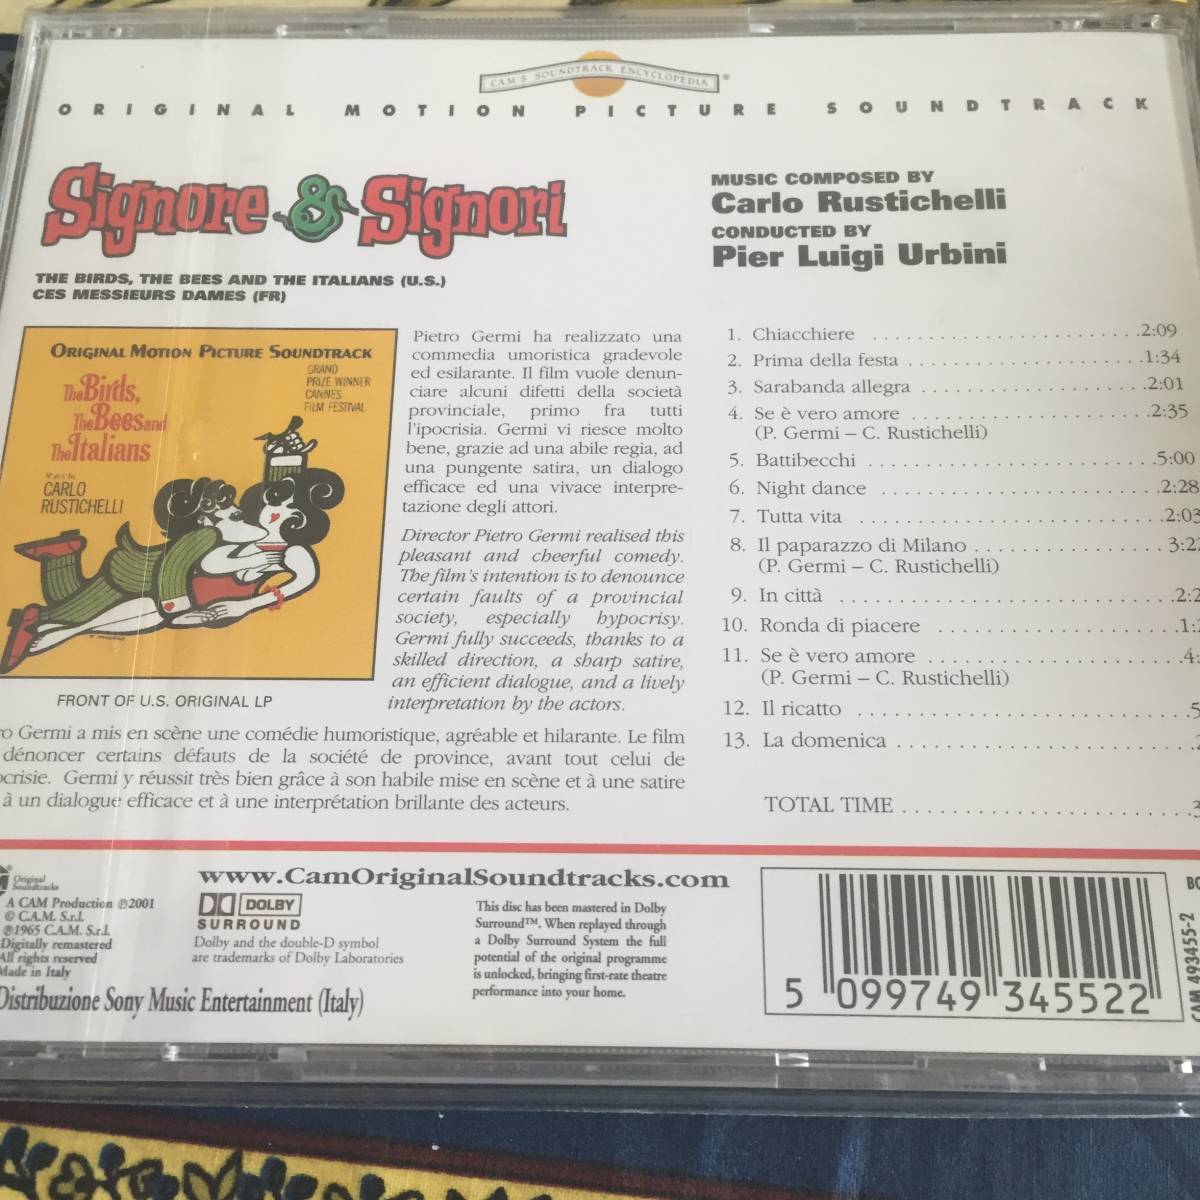 CAM'S SOUNDTRACK ENCYCLOPEDIA
ORIGINAL MOTION PICTURE SOUNDTRACK
Signore & Signori
THE BIRDS, THE BEES AND THE ITALIANS (U.S.)
CES MESSIEURS DAMES (FR)
MUSIC COMPOSED BY
Carlo Rustichelli
CONDUCTED BY
Pier Luigi Urbini
ORIGINAL MOTION PICTURE SOUNDTRACK
The Birds,
The Bees and
The Italians
GRAND
PRIZE WINNER
CANNES
FILM FESTIVAL
CARLO
RUSTICHELLI
FRONT OF U.S. ORIGINAL LP
Pietro Germi ha realizzato una
commedia umoristica gradevole
ed esilarante. Il film vuole denun-
ciare alcuni difetti della società
provinciale, primo fra tutti
l'ipocrisia. Germi vi riesce molto
bene, grazie ad una abile regia, ad
una pungente satira, un dialogo
efficace ed una vivace interpre-
tazione degli attori.
Director Pietro Germi realised this
pleasant and cheerful comedy.
The film's intention is to denounce
certain faults of a provincial
society, especially hypocrisy.
Germi fully succeeds, thanks to a
skilled direction, a sharp satire,
an efficient dialogue, and a lively
interpretation by the actors.
ro Germi a mis en scène une comédie humoristique, agréable et hilarante. Le film
dénoncer certains défauts de la société de province, avant tout celui de
ocrisie. Germi y réussit très bien grâce à son habile mise en scène et à une satire
à un dialogue efficace et à une interprétation brillante des acteurs.
1. Chiacchiere 2:09
2. Prima della festa 1:34
3. Sarabanda allegra 2:01
4. Se è vero amore 2:35
(P. Germi – C. Rustichelli)
5. Battibecchi 5:00
6. Night dance 2:28
7. Tutta vita 2:03
8. Il paparazzo di Milano 3:2
(P. Germi – C. Rustichelli)
9. In città 2:2
10. Ronda di piacere 1:
11. Se è vero amore 4:
(P. Germi – C. Rustichelli)
12. Il ricatto 5
13. La domenica
TOTAL TIME
Original
Soundtracks
A CAM Production ℗2001
© C.A.M. S.r.l.
℗1965 C.A.M. S.r.l.
Digitally remastered
All rights reserved
Made in Italy
Distribuzione Sony Music Entertainment (Italy)
www.CamOriginalSoundtracks.com
DOLBY
SURROUND
Dolby and the double-D symbol
are trademarks of Dolby Laboratories
This disc has been mastered in Dolby
Surround™. When replayed through
a Dolby Surround System the full
potential of the original programme
is unlocked, bringing first-rate theatre
performance into your home.
5 099749 345522
CAM 493455-2